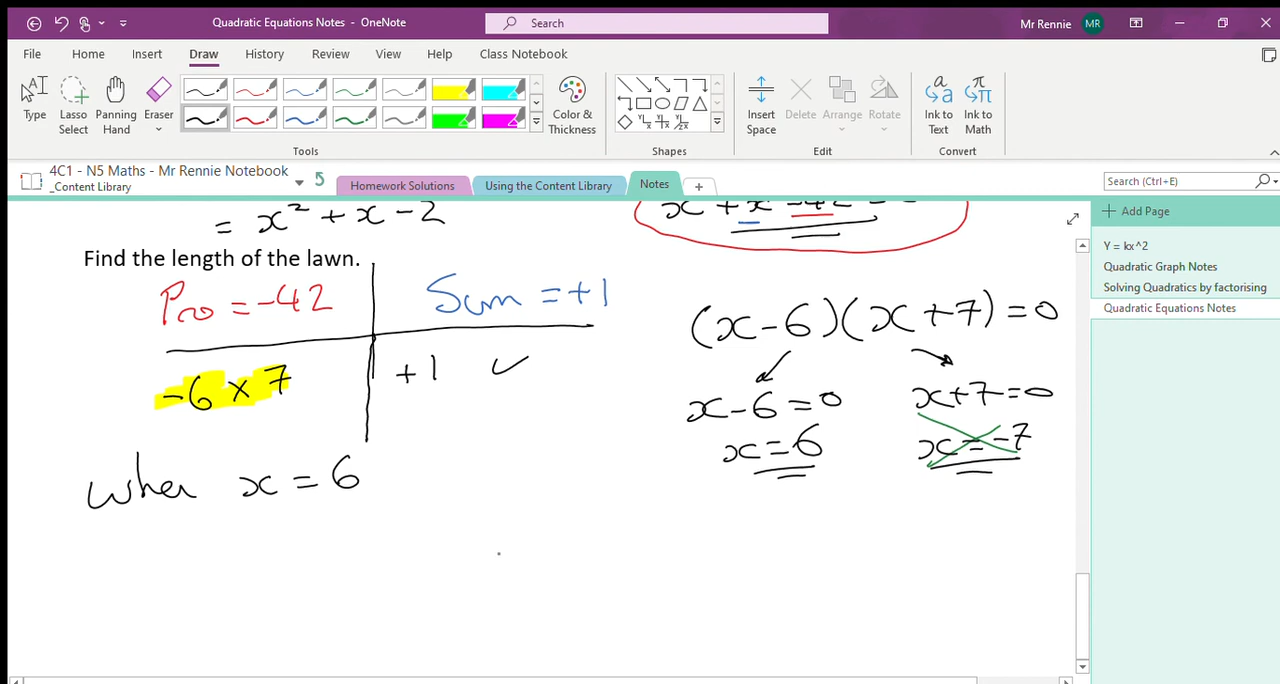 Quadratic Equations Notes - OneNote
Search
Mr Rennie MR
File Home Insert Draw History Review View Help Class Notebook
Type Lasso Select Panning Hand Eraser
Color & Thickness
Insert Space Delete Arrange Rotate
Ink to Text Ink to Math
Tools Shapes Edit Convert
4C1 - N5 Maths - Mr Rennie Notebook
_Content Library
Homework Solutions Using the Content Library Notes +
Search (Ctrl+E)
Add Page
Y = kx^2
Quadratic Graph Notes
Solving Quadratics by factorising
Quadratic Equations Notes
= x² + x - 2
Find the length of the lawn.
Pro = -42 Sum = +1
-6 x 7 +1 ✓
When x = 6
(x - 6)(x + 7) = 0
x - 6 = 0 x + 7 = 0
x = 6 x = -7